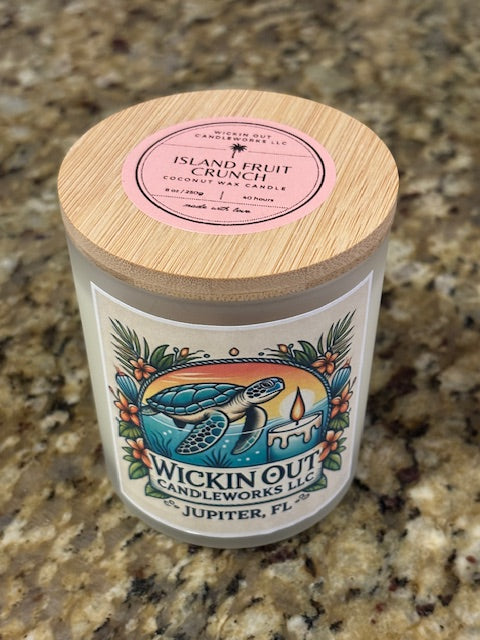 WICKIN OUT
CANDLEWORKS LLC
ISLAND FRUIT
CRUNCH
COCONUT WAX CANDLE
8 oz / 250g 40 hours
made with love
WICKIN OUT
CANDLEWORKS LLC
JUPITER, FL